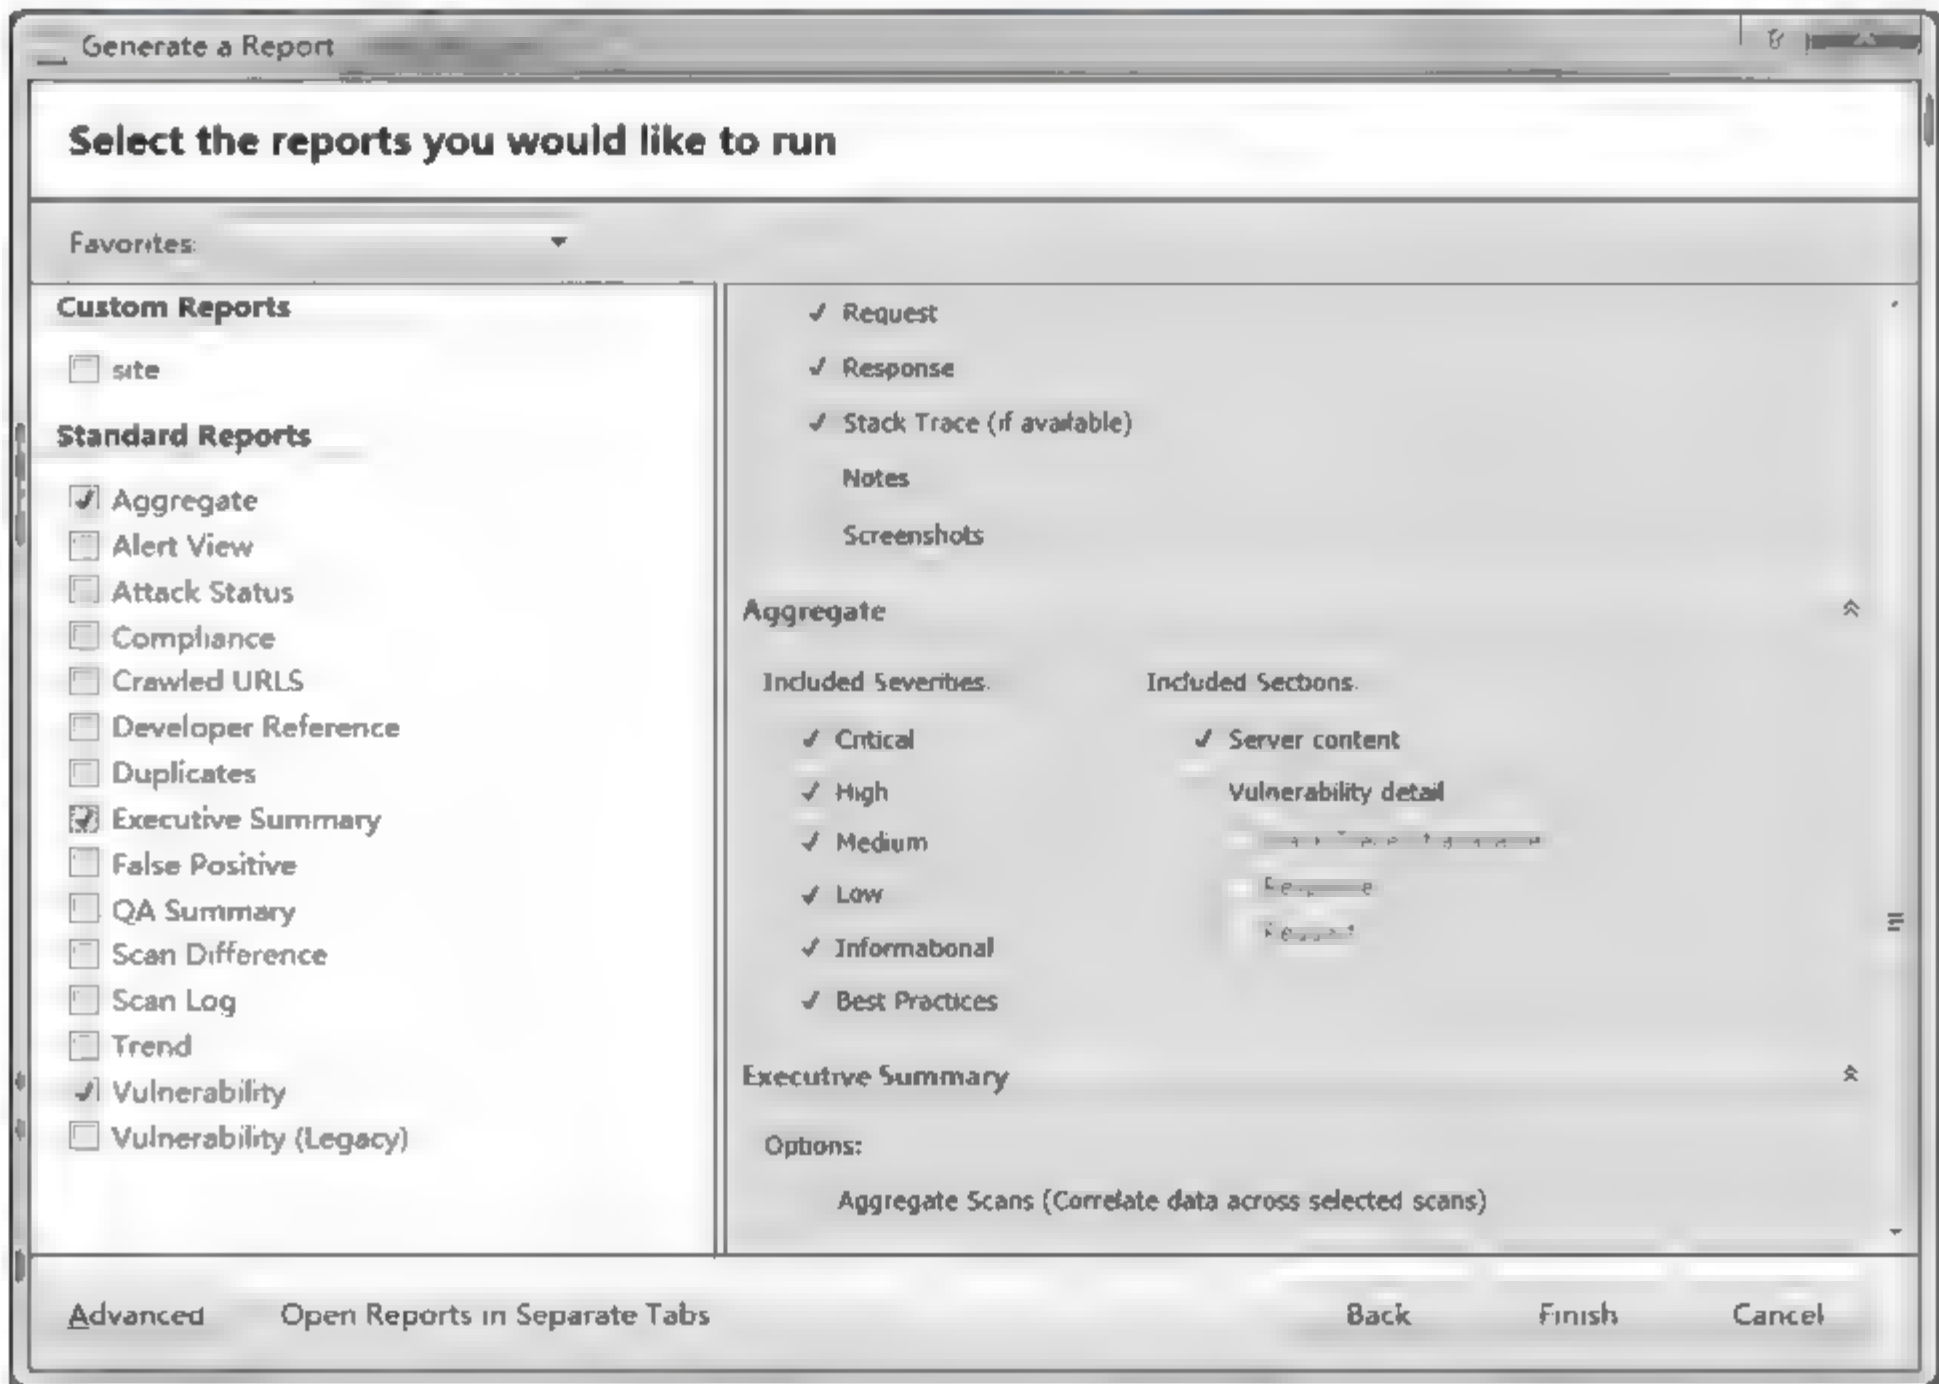 Generate a Report
Select the reports you would like to run
Favorites:
Custom Reports
site
Standard Reports
Aggregate
Alert View
Attack Status
Compliance
Crawled URLS
Developer Reference
Duplicates
Executive Summary
False Positive
QA Summary
Scan Difference
Scan Log
Trend
Vulnerability
Vulnerability (Legacy)
Request
Response
Stack Trace (if available)
Notes
Screenshots
Aggregate
Included Severities:
Critical
High
Medium
Low
Informational
Best Practices
Included Sections:
Server content
Vulnerability detail
Executive Summary
Options:
Aggregate Scans (Correlate data across selected scans)
Advanced
Open Reports in Separate Tabs
Back
Finish
Cancel